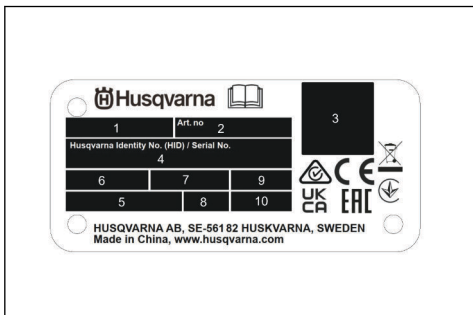 Husqvarna
1
Art. no 2
3
Husqvarna Identity No. (HID) / Serial No.
4
6 7 9
5 8 10
CE
UK
CA
EAC
HUSQVARNA AB, SE-561 82 HUSKVARNA, SWEDEN
Made in China, www.husqvarna.com